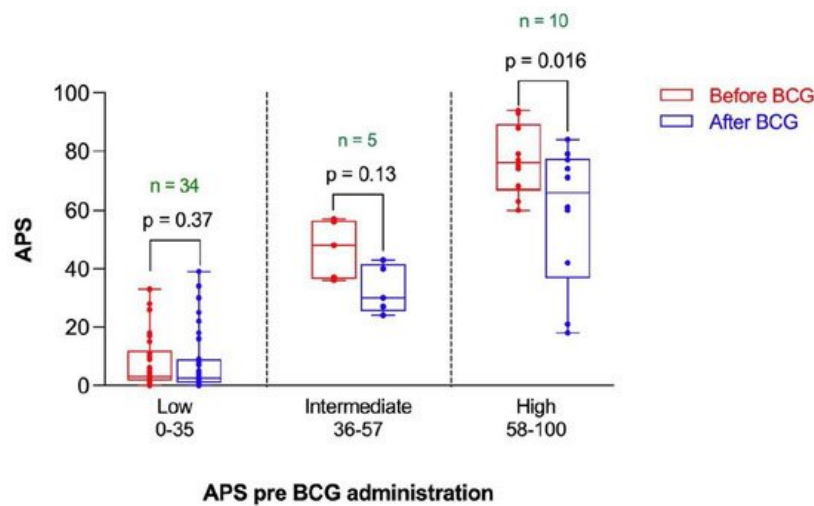 n = 10
p = 0.016
Before BCG
After BCG
n = 5
p = 0.13
n = 34
p = 0.37
APS
100
80
60
40
20
0
Low
0-35
Intermediate
36-57
High
58-100
APS pre BCG administration